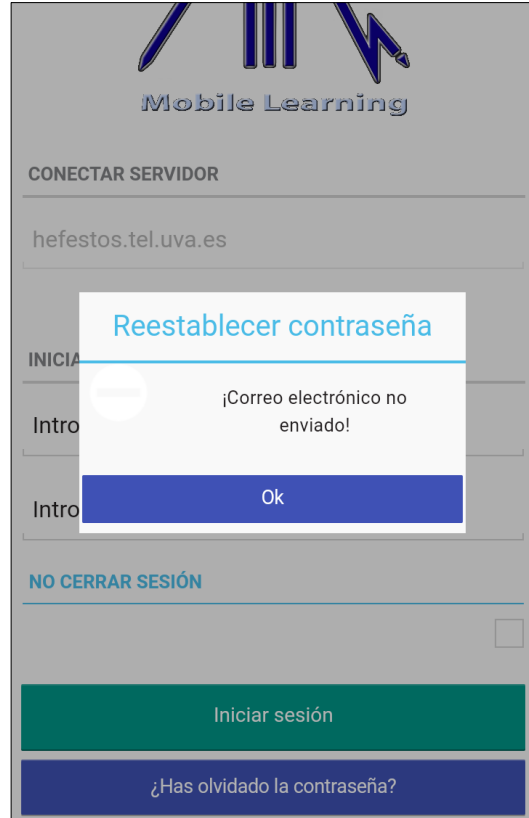 Mobile Learning
CONECTAR SERVIDOR
hefestos.tel.uva.es
Reestablecer contraseña
INICIA
¡Correo electrónico no
enviado!
Intro
Ok
Intro
NO CERRAR SESIÓN
Iniciar sesión
¿Has olvidado la contraseña?